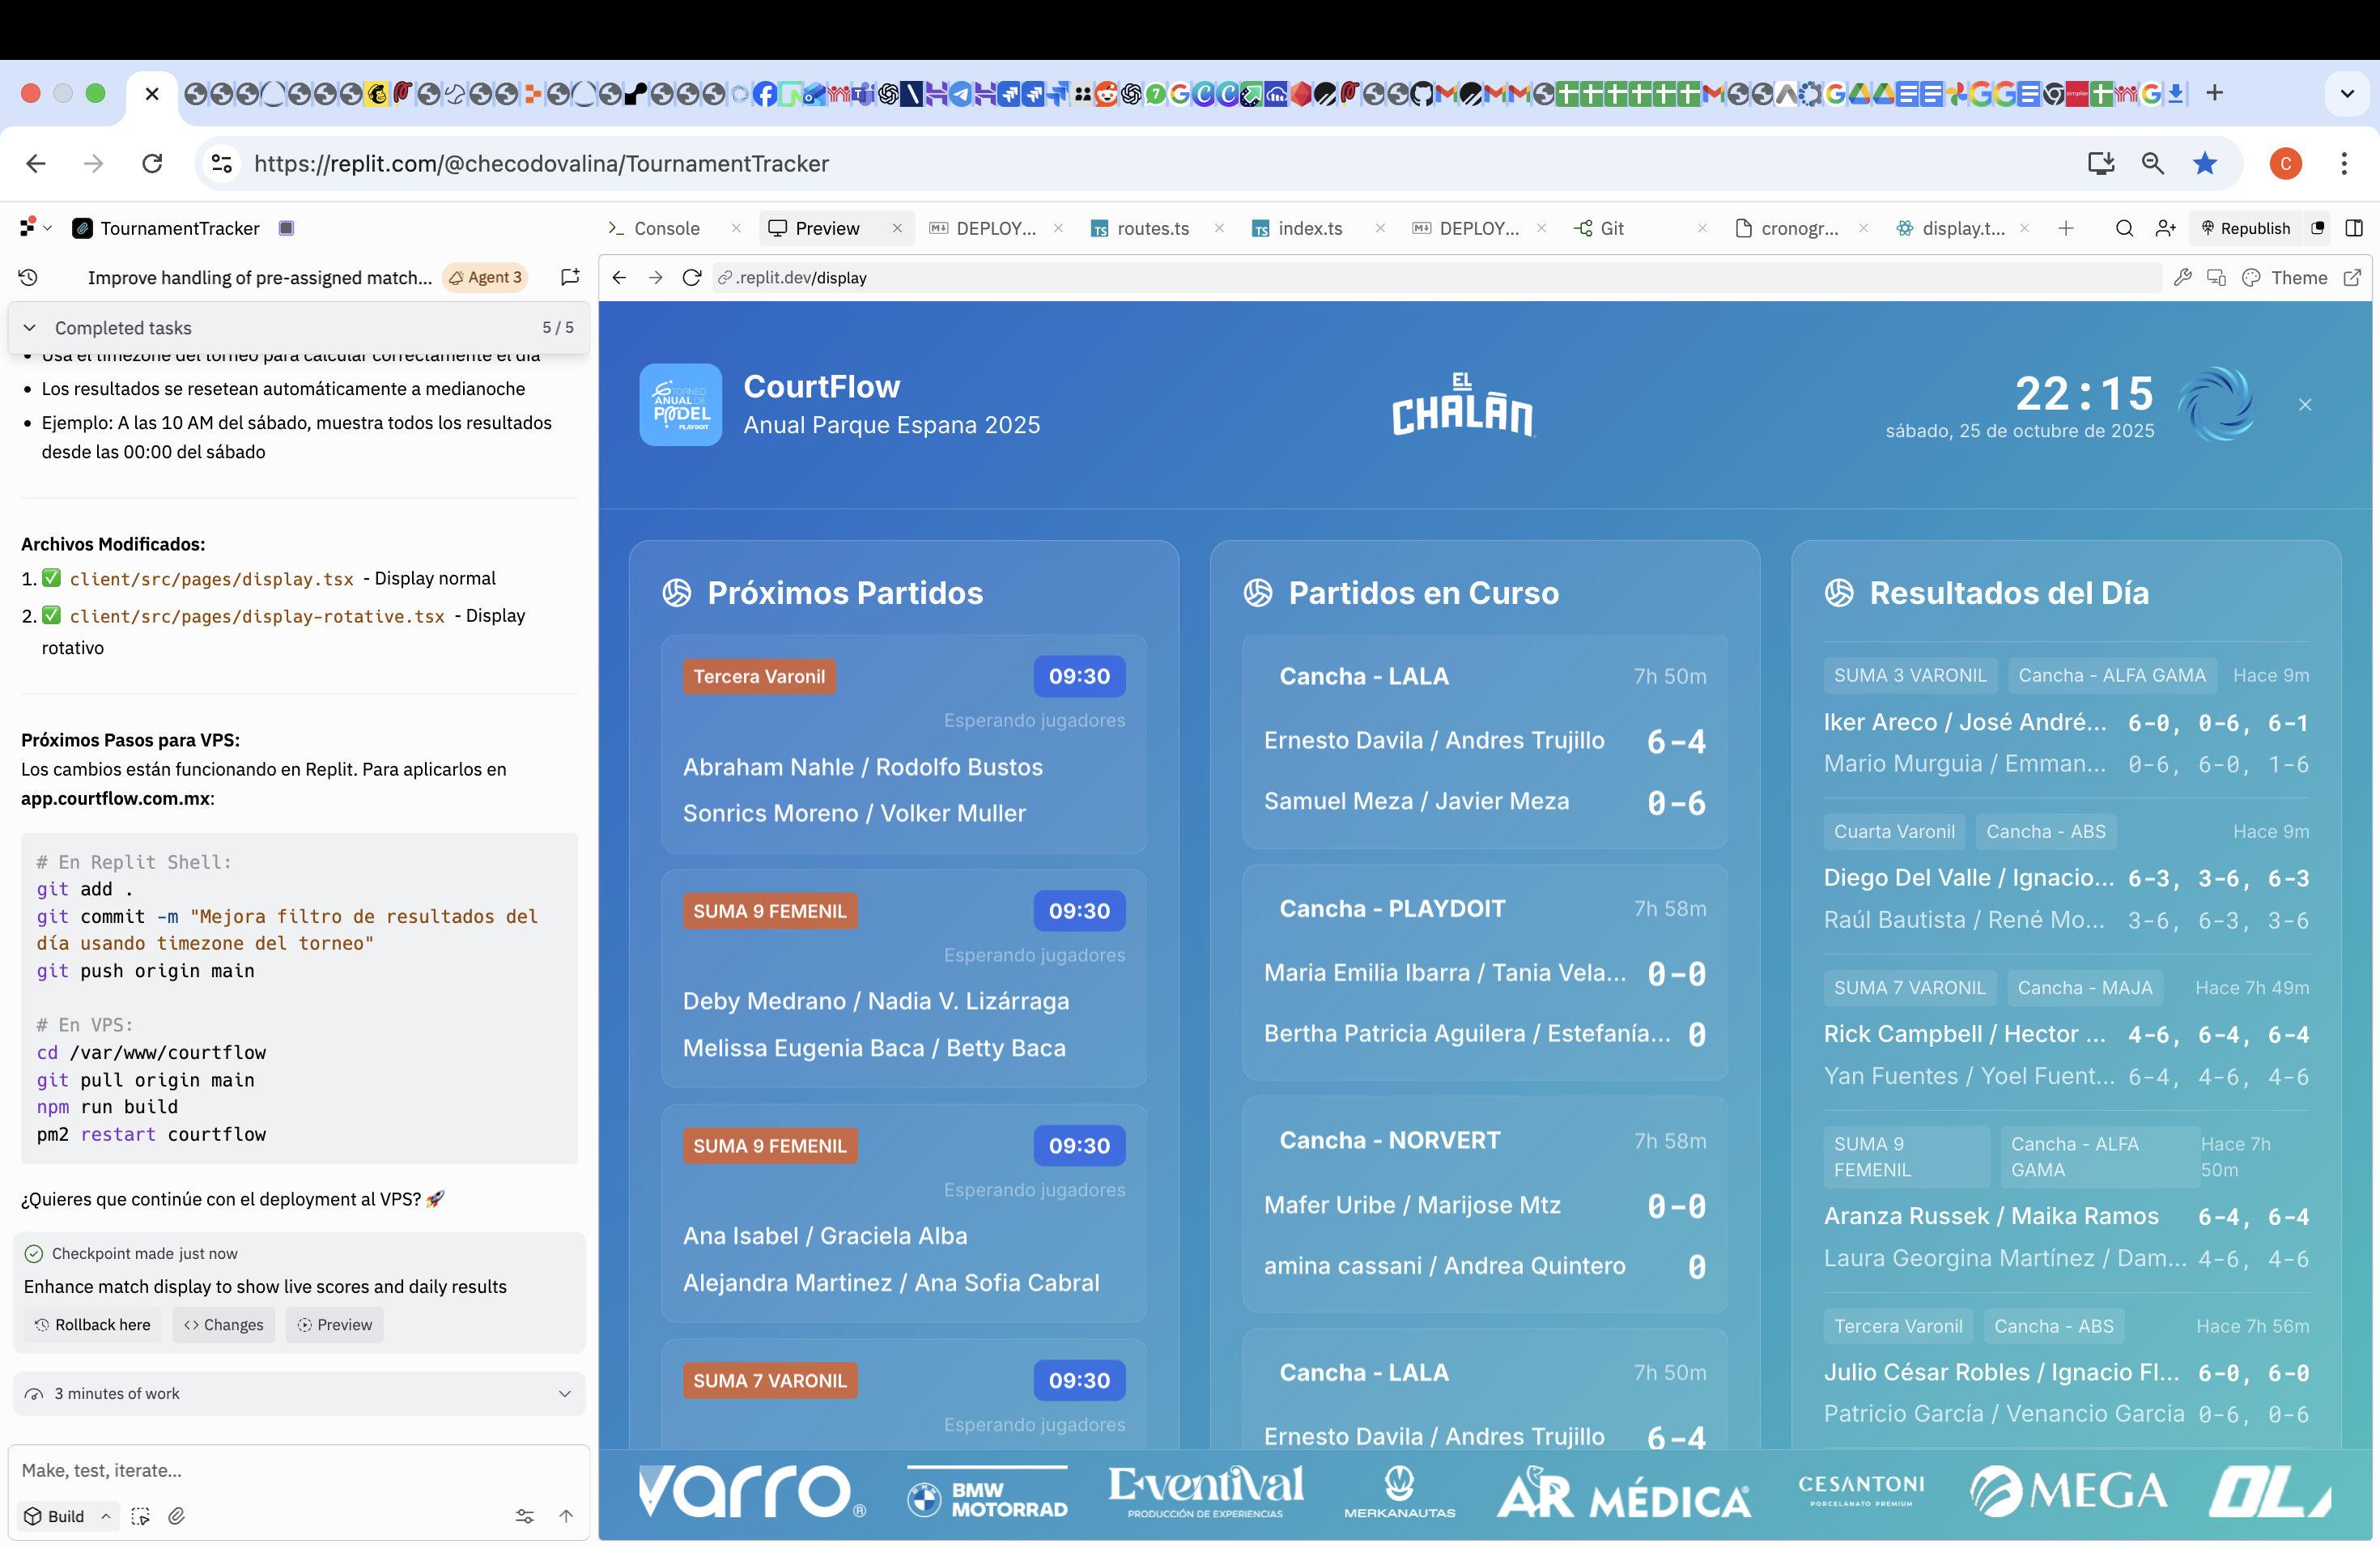 https://replit.com/@checodovalina/TournamentTracker
C
TournamentTracker
Console
Preview
DEPLOY...
routes.ts
index.ts
DEPLOY...
Git
cronogr...
display.t...
Republish
Improve handling of pre-assigned match...
Agent 3
.replit.dev/display
Theme
Completed tasks
5 / 5
Usa el timezone del torneo para calcular correctamente el día
Los resultados se resetean automáticamente a medianoche
Ejemplo: A las 10 AM del sábado, muestra todos los resultados
desde las 00:00 del sábado
Archivos Modificados:
1. ✅ client/src/pages/display.tsx - Display normal
2. ✅ client/src/pages/display-rotative.tsx - Display
rotativo
Próximos Pasos para VPS:
Los cambios están funcionando en Replit. Para aplicarlos en
app.courtflow.com.mx:
# En Replit Shell:
git add .
git commit -m "Mejora filtro de resultados del
día usando timezone del torneo"
git push origin main
# En VPS:
cd /var/www/courtflow
git pull origin main
npm run build
pm2 restart courtflow
¿Quieres que continúe con el deployment al VPS? 🚀
Checkpoint made just now
Enhance match display to show live scores and daily results
Rollback here
Changes
Preview
3 minutes of work
Make, test, iterate...
Build
TORNEO
ANUAL DE
PADEL
PLAYDOIT
CourtFlow
Anual Parque Espana 2025
EL
CHALÁN
22:15
sábado, 25 de octubre de 2025
Próximos Partidos
Tercera Varonil
09:30
Esperando jugadores
Abraham Nahle / Rodolfo Bustos
Sonrics Moreno / Volker Muller
SUMA 9 FEMENIL
09:30
Esperando jugadores
Deby Medrano / Nadia V. Lizárraga
Melissa Eugenia Baca / Betty Baca
SUMA 9 FEMENIL
09:30
Esperando jugadores
Ana Isabel / Graciela Alba
Alejandra Martinez / Ana Sofia Cabral
SUMA 7 VARONIL
09:30
Esperando jugadores
Partidos en Curso
Cancha - LALA
7h 50m
Ernesto Davila / Andres Trujillo 6-4
Samuel Meza / Javier Meza 0-6
Cancha - PLAYDOIT
7h 58m
Maria Emilia Ibarra / Tania Vela... 0-0
Bertha Patricia Aguilera / Estefanía... 0
Cancha - NORVERT
7h 58m
Mafer Uribe / Marijose Mtz 0-0
amina cassani / Andrea Quintero 0
Cancha - LALA
7h 50m
Ernesto Davila / Andres Trujillo 6-4
Resultados del Día
SUMA 3 VARONIL
Cancha - ALFA GAMA
Hace 9m
Iker Areco / José André... 6-0, 0-6, 6-1
Mario Murguia / Emman... 0-6, 6-0, 1-6
Cuarta Varonil
Cancha - ABS
Hace 9m
Diego Del Valle / Ignacio... 6-3, 3-6, 6-3
Raúl Bautista / René Mo... 3-6, 6-3, 3-6
SUMA 7 VARONIL
Cancha - MAJA
Hace 7h 49m
Rick Campbell / Hector ... 4-6, 6-4, 6-4
Yan Fuentes / Yoel Fuent... 6-4, 4-6, 4-6
SUMA 9
FEMENIL
Cancha - ALFA
GAMA
Hace 7h
50m
Aranza Russek / Maika Ramos 6-4, 6-4
Laura Georgina Martínez / Dam... 4-6, 4-6
Tercera Varonil
Cancha - ABS
Hace 7h 56m
Julio César Robles / Ignacio Fl... 6-0, 6-0
Patricio García / Venancio Garcia 0-6, 0-6
varro®
BMW
MOTORRAD
Eventival
PRODUCCIÓN DE EXPERIENCIAS
MERKANAUTAS
AR MÉDICA
CESANTONI
PORCELANATO PREMIUM
MEGA
OL